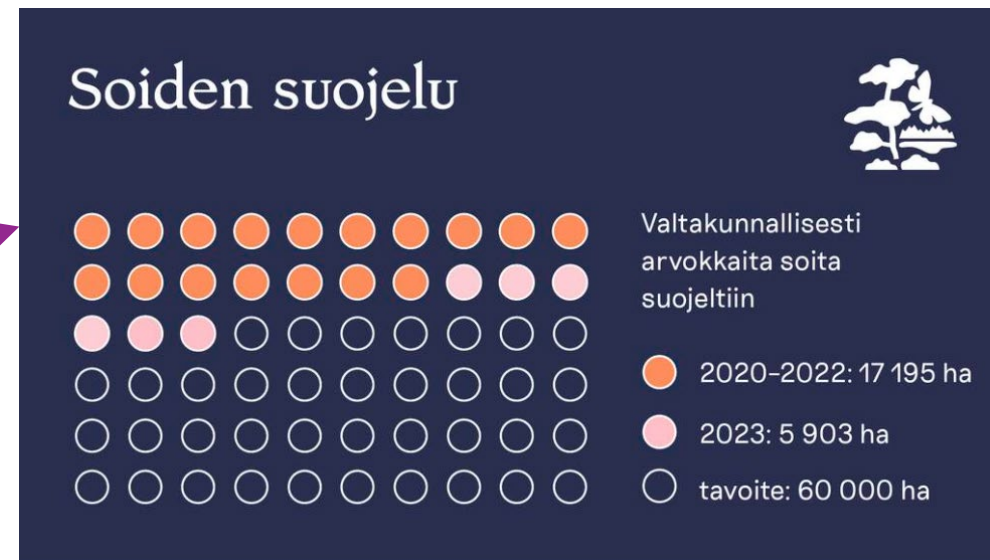 Soiden suojelu
Valtakunnallisesti
arvokkaita soita
suojeltiin
2020–2022: 17 195 ha
2023: 5 903 ha
tavoite: 60 000 ha